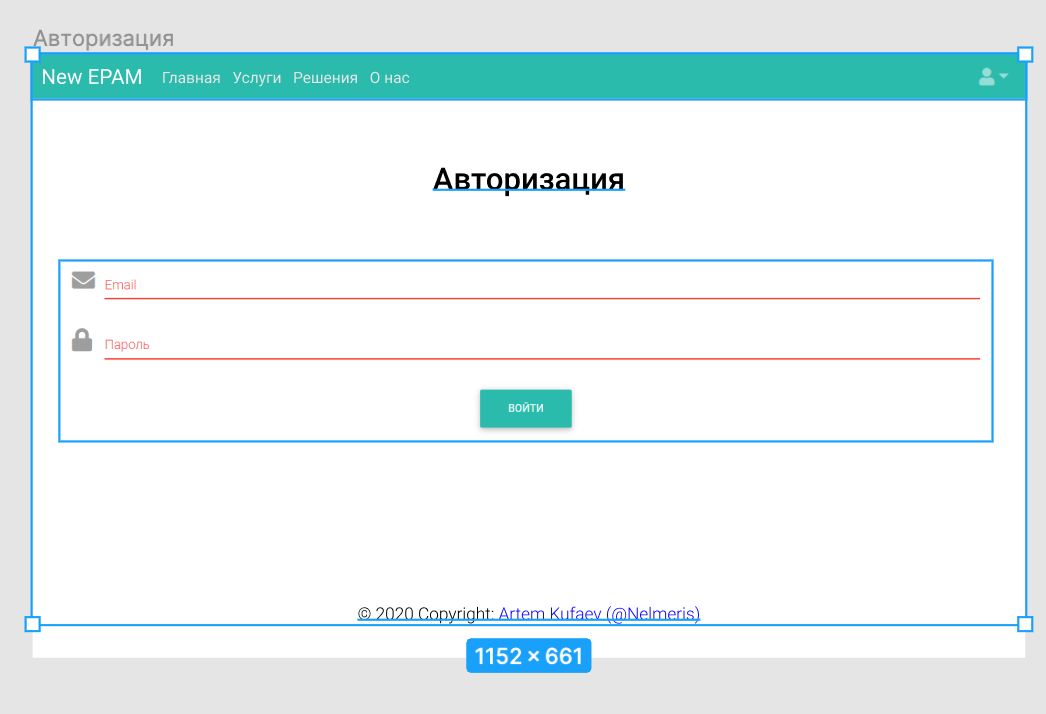 Авторизация
New EPAM Главная Услуги Решения О нас
Авторизация
Email
Пароль
ВОЙТИ
© 2020 Copyright: Artem Kufaev (@Nelmeris)
1152 × 661